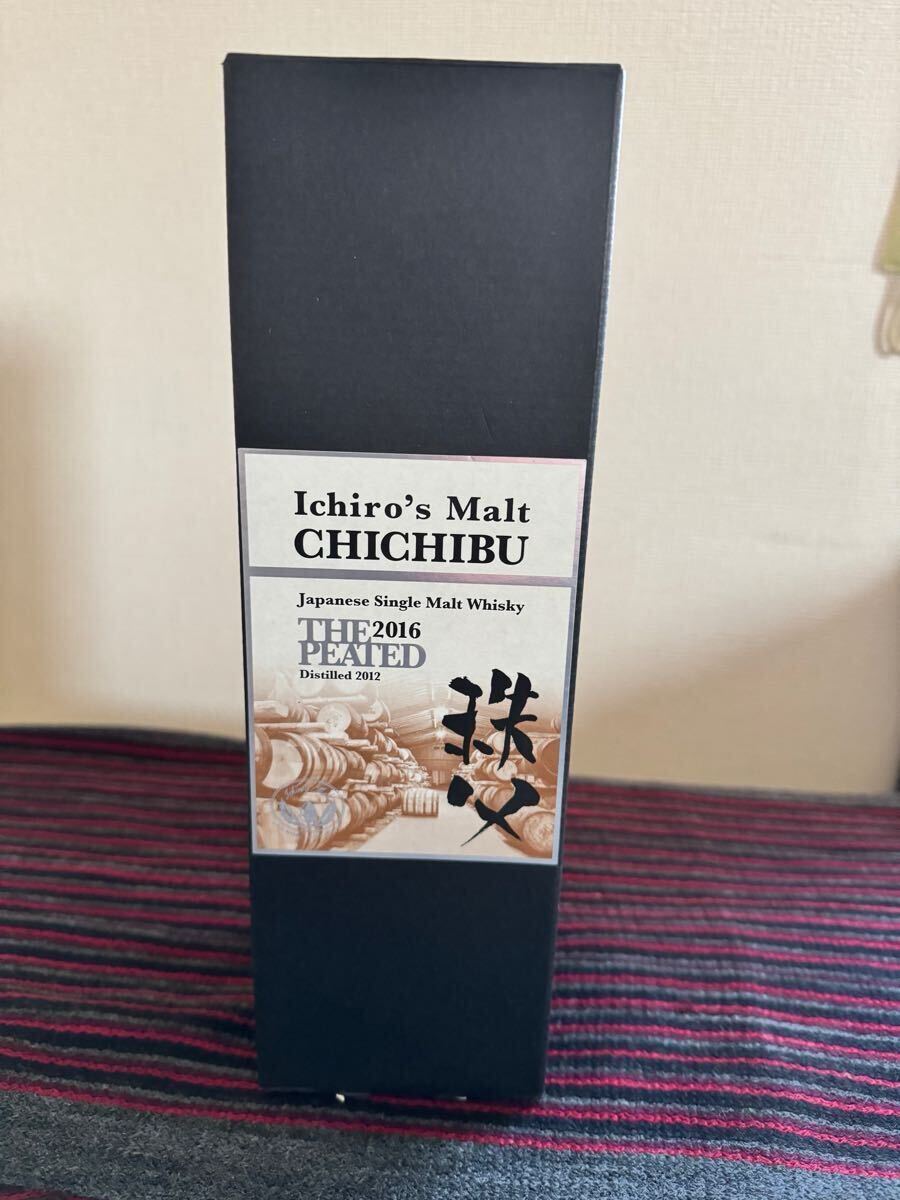 Ichiro's Malt
CHICHIBU
Japanese Single Malt Whisky
THE 2016
PEATED
Distilled 2012
秩父